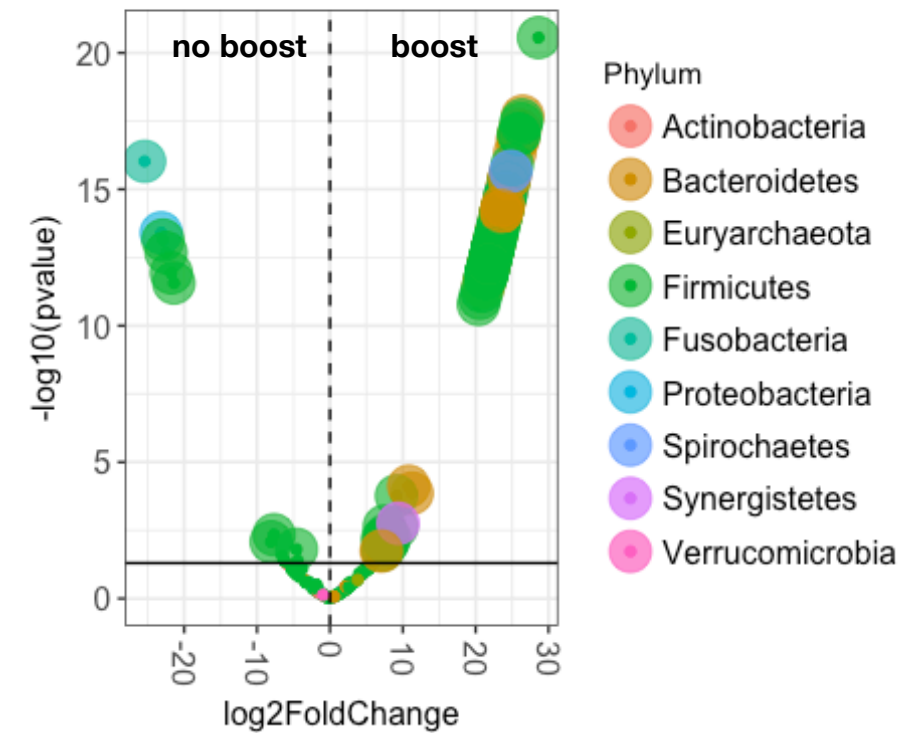 no boost
boost
20
15
10
5
0
-log10(pvalue)
-20
-10
0
10
20
30
log2FoldChange
Phylum
Actinobacteria
Bacteroidetes
Euryarchaeota
Firmicutes
Fusobacteria
Proteobacteria
Spirochaetes
Synergistetes
Verrucomicrobia